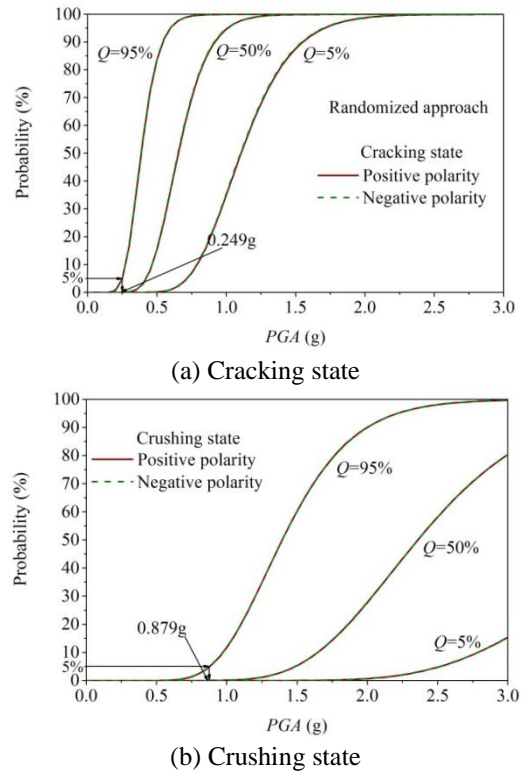 100
90
80
70
60
50
40
30
20
10
5%
0
Probability (%)
Q=95%
Q=50%
Q=5%
Randomized approach
Cracking state
Positive polarity
Negative polarity
0.249g
0.0 0.5 1.0 1.5 2.0 2.5 3.0
PGA (g)
(a) Cracking state
100
90
80
70
60
50
40
30
20
10
5%
0
Probability (%)
Crushing state
Positive polarity
Negative polarity
Q=95%
Q=50%
Q=5%
0.879g
0.0 0.5 1.0 1.5 2.0 2.5 3.0
PGA (g)
(b) Crushing state